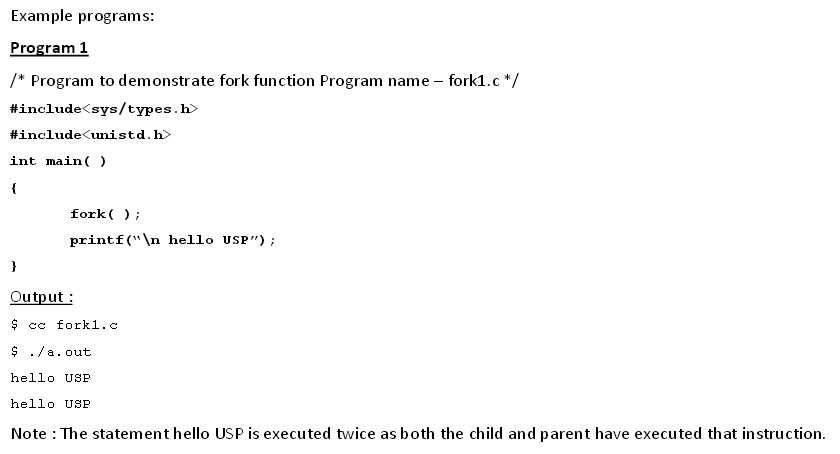 Example programs:
Program 1
/* Program to demonstrate fork function Program name – fork1.c */
#include<sys/types.h>
#include<unistd.h>
int main( )
{
fork( );
printf(“\n hello USP”);
}
Output :
$ cc fork1.c
$ ./a.out
hello USP
hello USP
Note : The statement hello USP is executed twice as both the child and parent have executed that instruction.